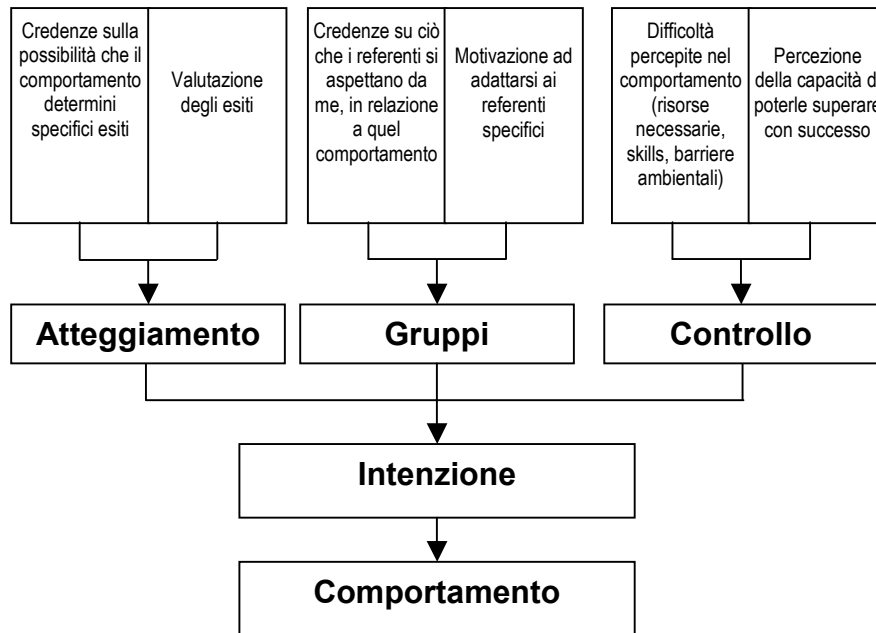 Credenze sulla
possibilità che il
comportamento
determini
specifici esiti
Valutazione
degli esiti
Credenze su ciò
che i referenti si
aspettano da
me, in relazione
a quel
comportamento
Motivazione ad
adattarsi ai
referenti
specifici
Difficoltà
percepite nel
comportamento
(risorse
necessarie,
skills, barriere
ambientali)
Percezione
della capacità d
poterle superare
con successo
Atteggiamento
Gruppi
Controllo
Intenzione
Comportamento